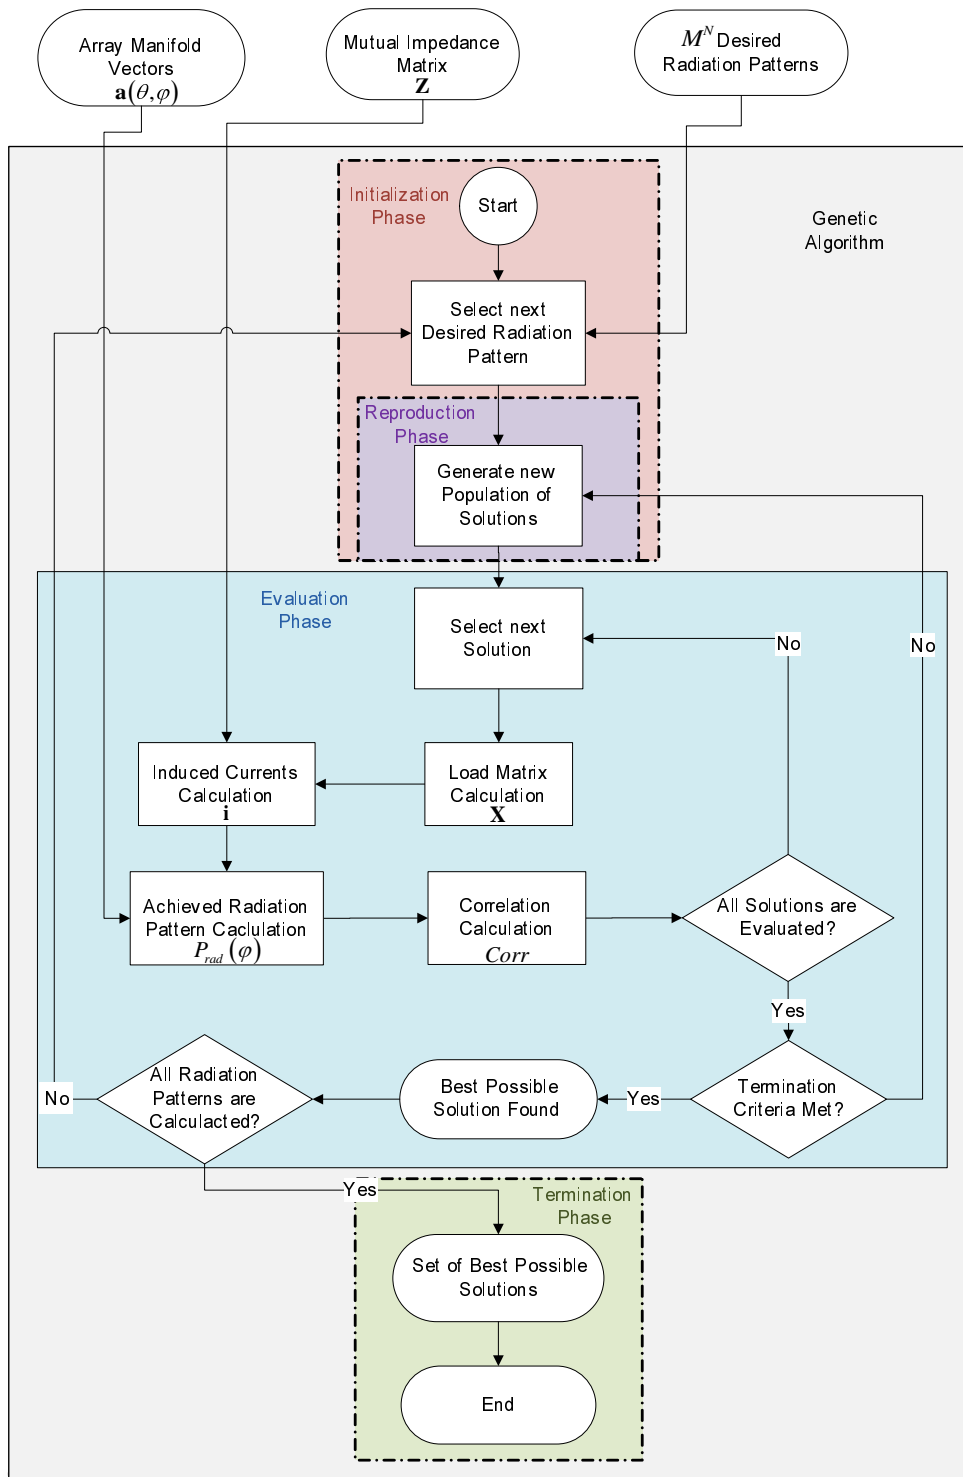 Array Manifold
Vectors
a(θ,φ)
Mutual Impedance
Matrix
Z
M^N Desired
Radiation Patterns
Genetic
Algorithm
Initialization
Phase
Start
Select next
Desired Radiation
Pattern
Reproduction
Phase
Generate new
Population of
Solutions
Evaluation
Phase
Select next
Solution
No
No
Induced Currents
Calculation
i
Load Matrix
Calculation
X
Achieved Radiation
Pattern Caclulation
P_rad (φ)
Correlation
Calculation
Corr
All Solutions are
Evaluated?
Yes
All Radiation
Patterns are
Calculacted?
No
Best Possible
Solution Found
Yes
Termination
Criteria Met?
Yes
Termination
Phase
Set of Best Possible
Solutions
End